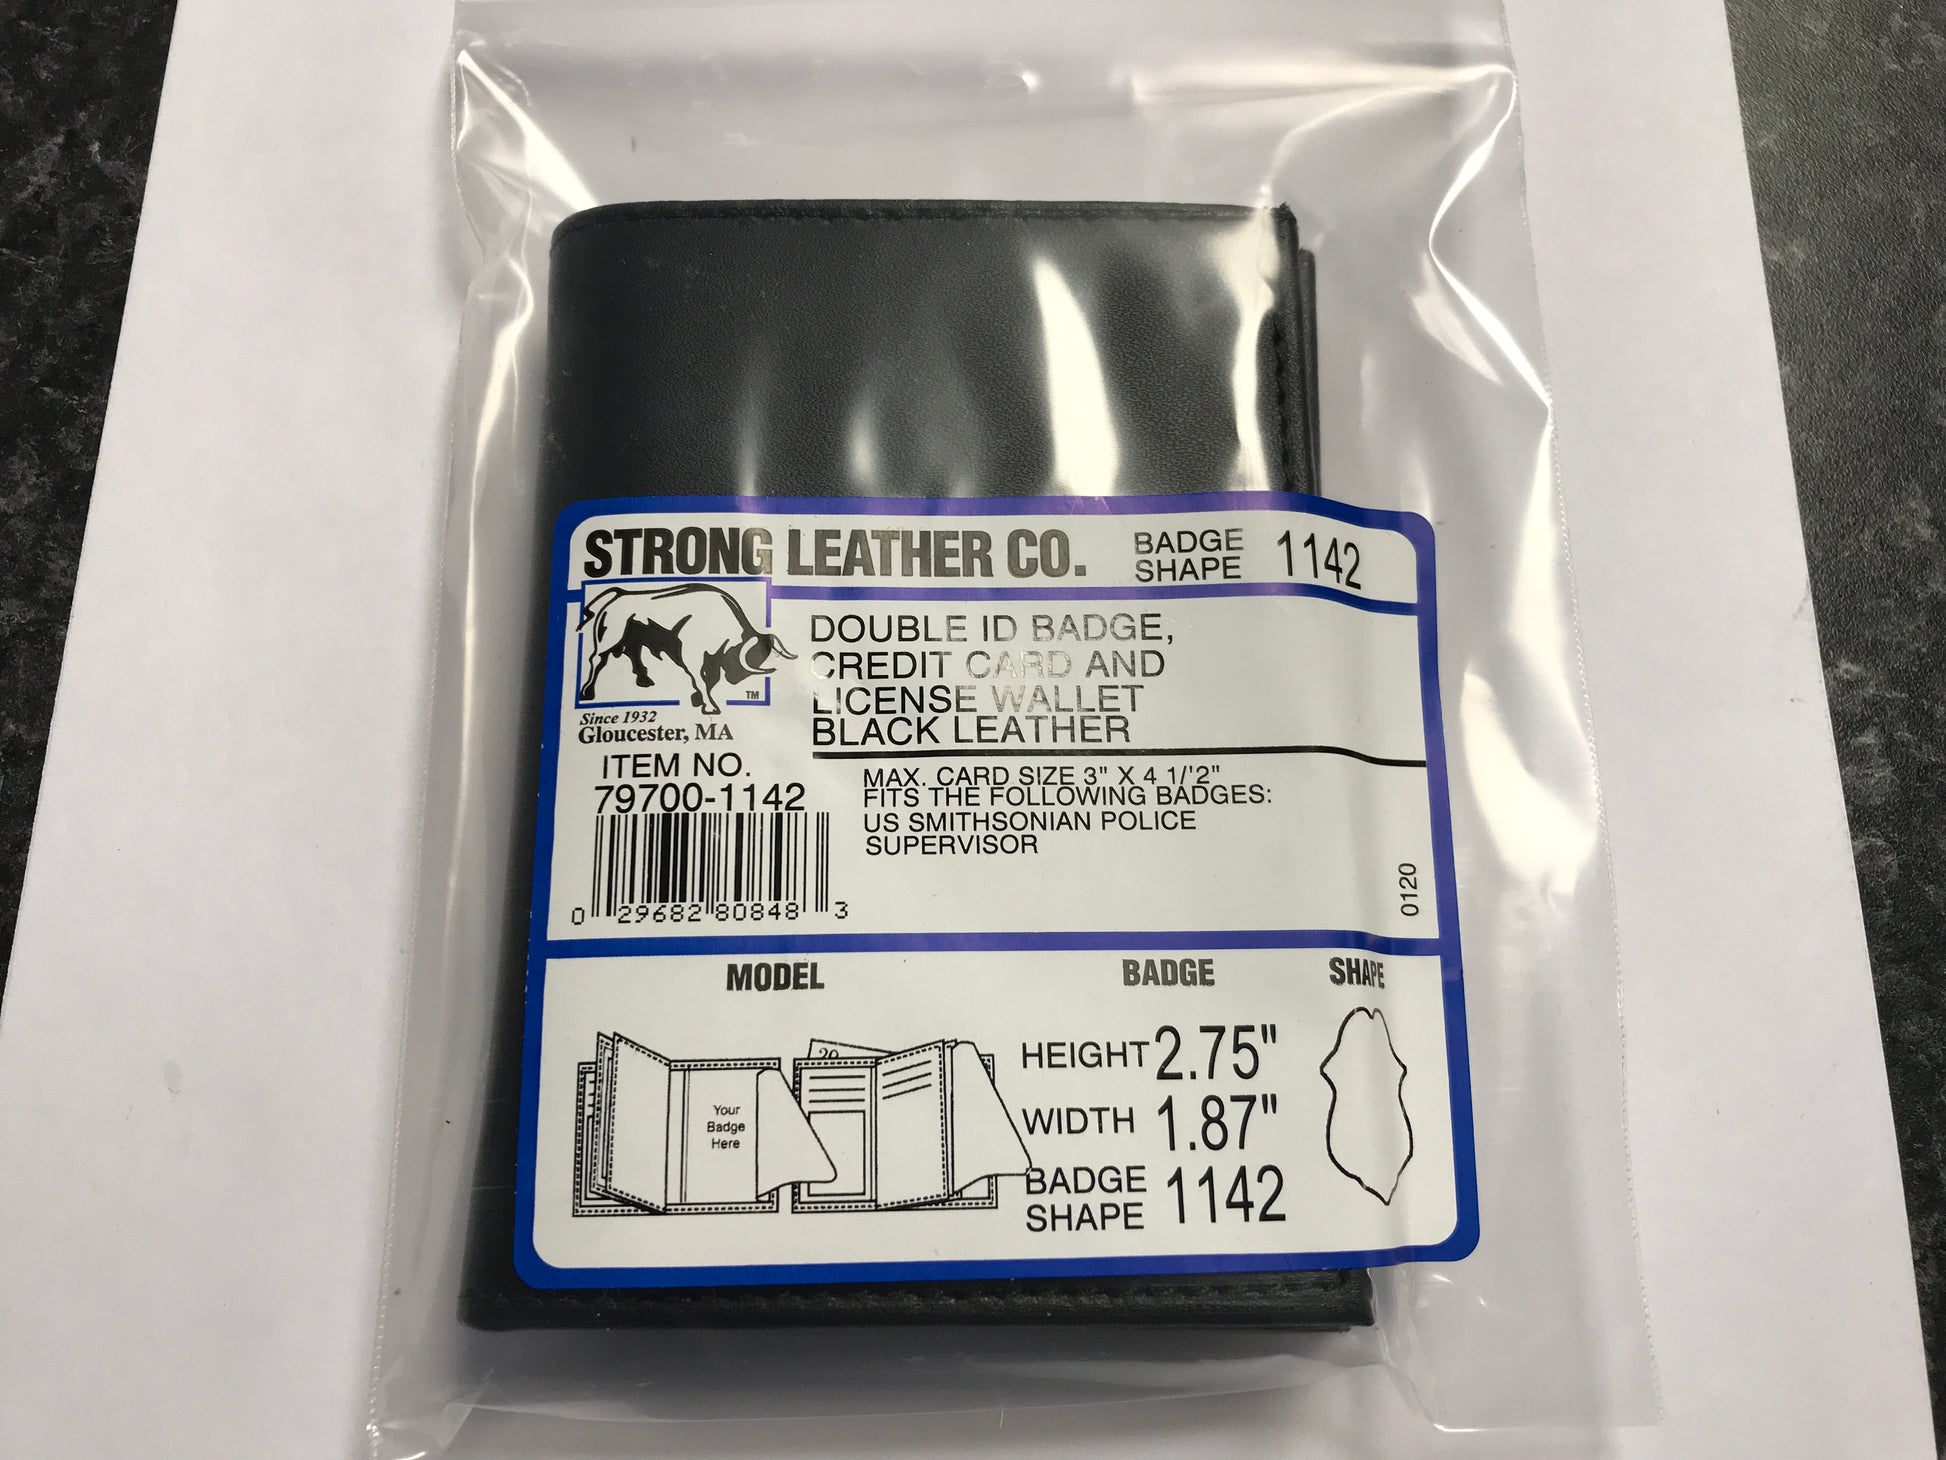 STRONG LEATHER CO.
BADGE
SHAPE 1142
TM
Since 1932
Gloucester, MA
DOUBLE ID BADGE,
CREDIT CARD AND
LICENSE WALLET
BLACK LEATHER
ITEM NO.
79700-1142
0 29682 80848 3
MAX. CARD SIZE 3" X 4 1/'2"
FITS THE FOLLOWING BADGES:
US SMITHSONIAN POLICE
SUPERVISOR
0120
MODEL
Your
Badge
Here
20
BADGE
HEIGHT 2.75"
WIDTH 1.87"
BADGE
SHAPE 1142
SHAPE